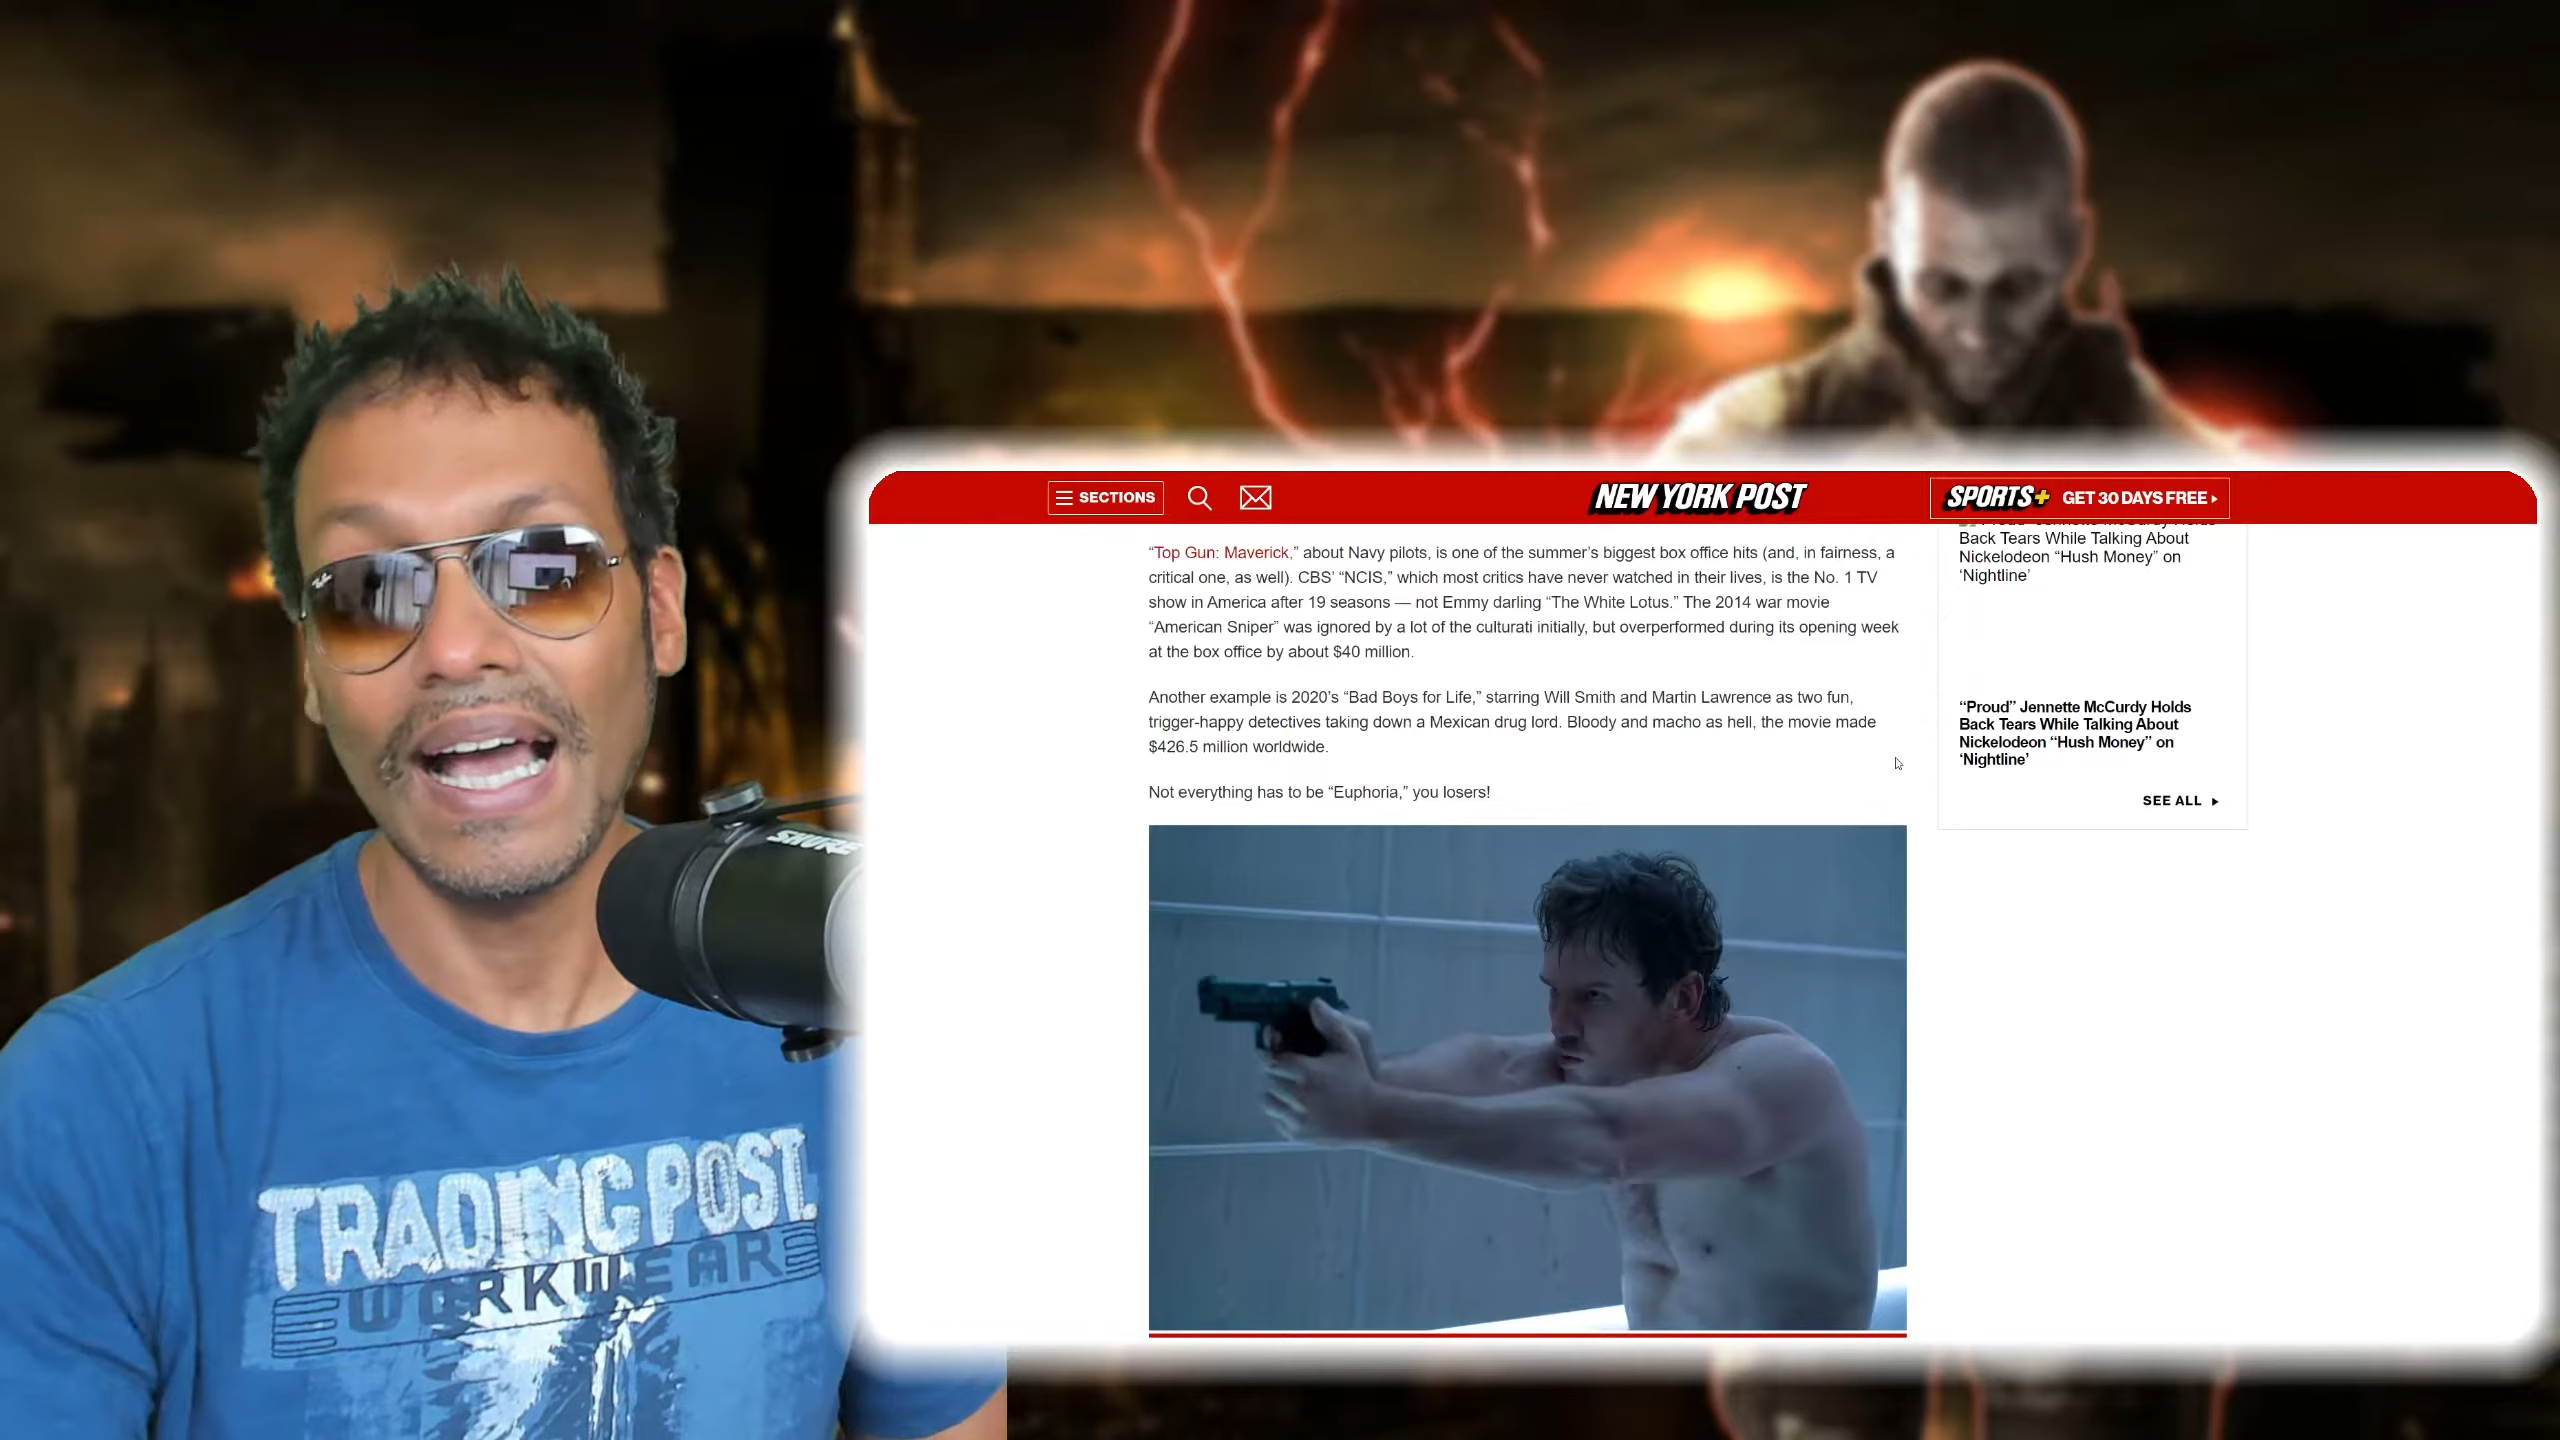 SECTIONS
NEW YORK POST
SPORTS+ GET 30 DAYS FREE
“Top Gun: Maverick,” about Navy pilots, is one of the summer’s biggest box office hits (and, in fairness, a
critical one, as well). CBS’ “NCIS,” which most critics have never watched in their lives, is the No. 1 TV
show in America after 19 seasons — not Emmy darling “The White Lotus.” The 2014 war movie
“American Sniper” was ignored by a lot of the culturati initially, but overperformed during its opening week
at the box office by about $40 million.
Another example is 2020’s “Bad Boys for Life,” starring Will Smith and Martin Lawrence as two fun,
trigger-happy detectives taking down a Mexican drug lord. Bloody and macho as hell, the movie made
$426.5 million worldwide.
Not everything has to be “Euphoria,” you losers!
Back Tears While Talking About
Nickelodeon “Hush Money” on
‘Nightline’
“Proud” Jennette McCurdy Holds
Back Tears While Talking About
Nickelodeon “Hush Money” on
‘Nightline’
SEE ALL
SHURE
TRADING POST.
WORKWEAR